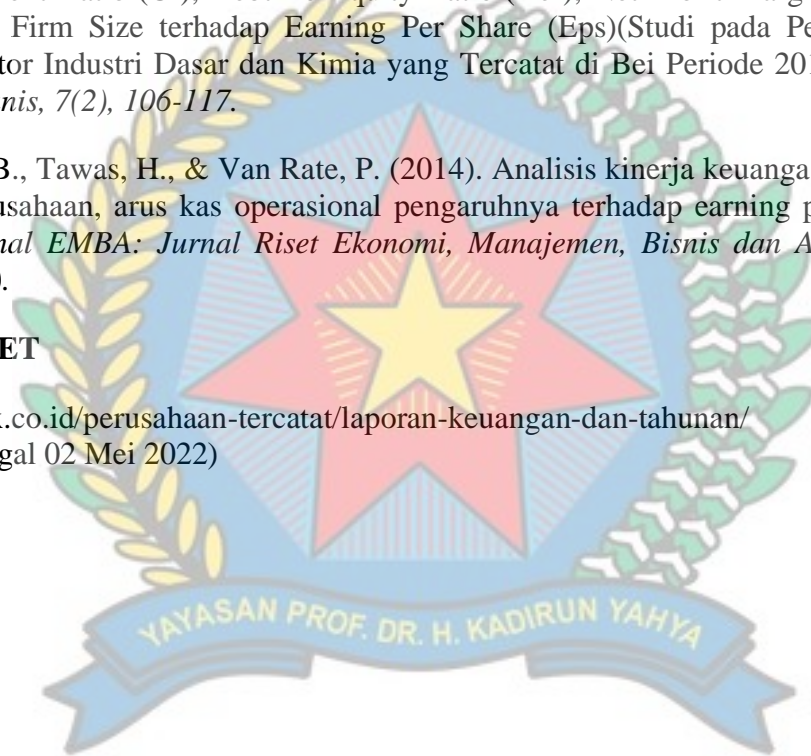 Firm Size terhadap Earning Per Share (Eps)(Studi pada Pe
tor Industri Dasar dan Kimia yang Tercatat di Bei Periode 201
nis, 7(2), 106-117.
B., Tawas, H., & Van Rate, P. (2014). Analisis kinerja keuanga
usahaan, arus kas operasional pengaruhnya terhadap earning p
nal EMBA: Jurnal Riset Ekonomi, Manajemen, Bisnis dan A
).
ET
.co.id/perusahaan-tercatat/laporan-keuangan-dan-tahunan/
gal 02 Mei 2022)
YAYASAN PROF. DR. H. KADIRUN YAHYA